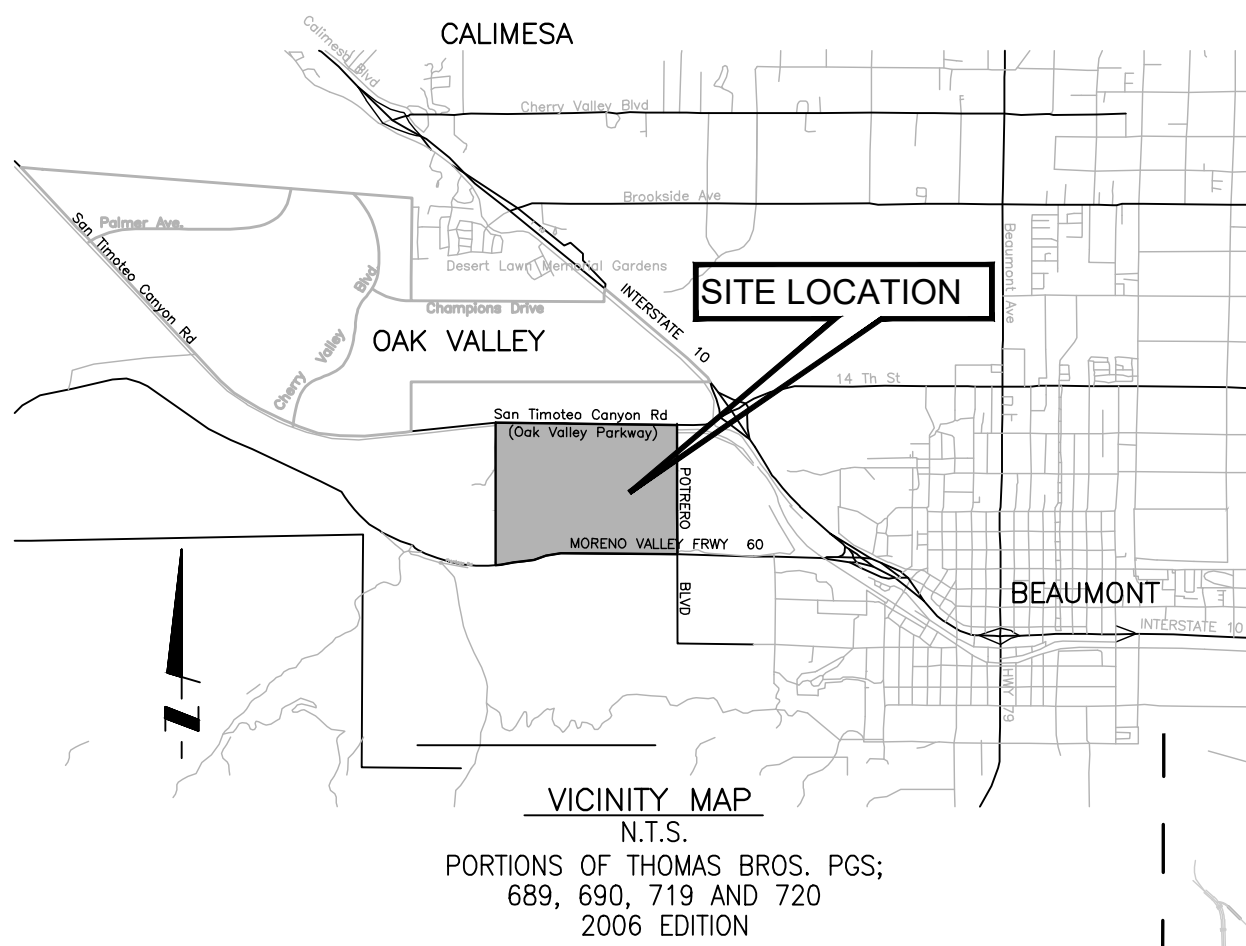 CALIMESA
Calimesa Blvd
Cherry Valley Blvd
Brookside Ave
Palmer Ave.
San Timoteo Canyon Rd
Beaumont Ave
Desert Lawn Memorial Gardens
Cherry Valley Blvd
Champions Drive
INTERSTATE 10
SITE LOCATION
OAK VALLEY
14 Th St
San Timoteo Canyon Rd
(Oak Valley Parkway)
POTRERO BLVD
MORENO VALLEY FRWY 60
BEAUMONT
INTERSTATE 10
HWY 79
N
VICINITY MAP
N.T.S.
PORTIONS OF THOMAS BROS. PGS;
689, 690, 719 AND 720
2006 EDITION